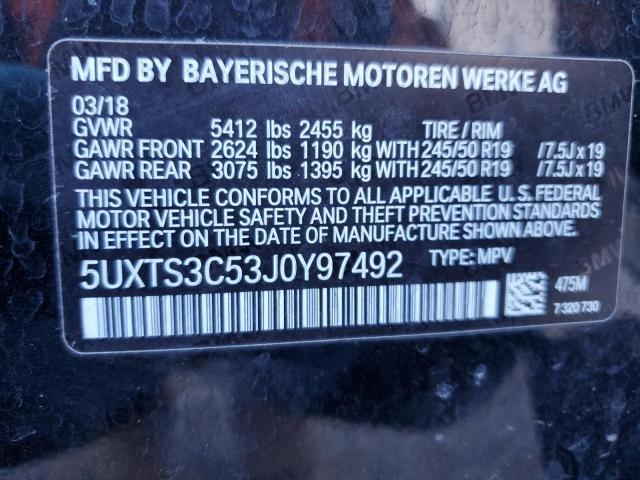 MFD BY BAYERISCHE MOTOREN WERKE AG
03/18
GVWR 5412 lbs 2455 kg TIRE / RIM
GAWR FRONT 2624 lbs 1190 kg WITH 245/50 R19 / 7.5J x 19
GAWR REAR 3075 lbs 1395 kg WITH 245/50 R19 / 7.5J x 19
THIS VEHICLE CONFORMS TO ALL APPLICABLE U. S. FEDERAL
MOTOR VEHICLE SAFETY AND THEFT PREVENTION STANDARDS
IN EFFECT ON THE DATE OF MANUFACTURE SHOWN ABOVE.
5UXTS3C53J0Y97492 TYPE: MPV
475M
7 320 730